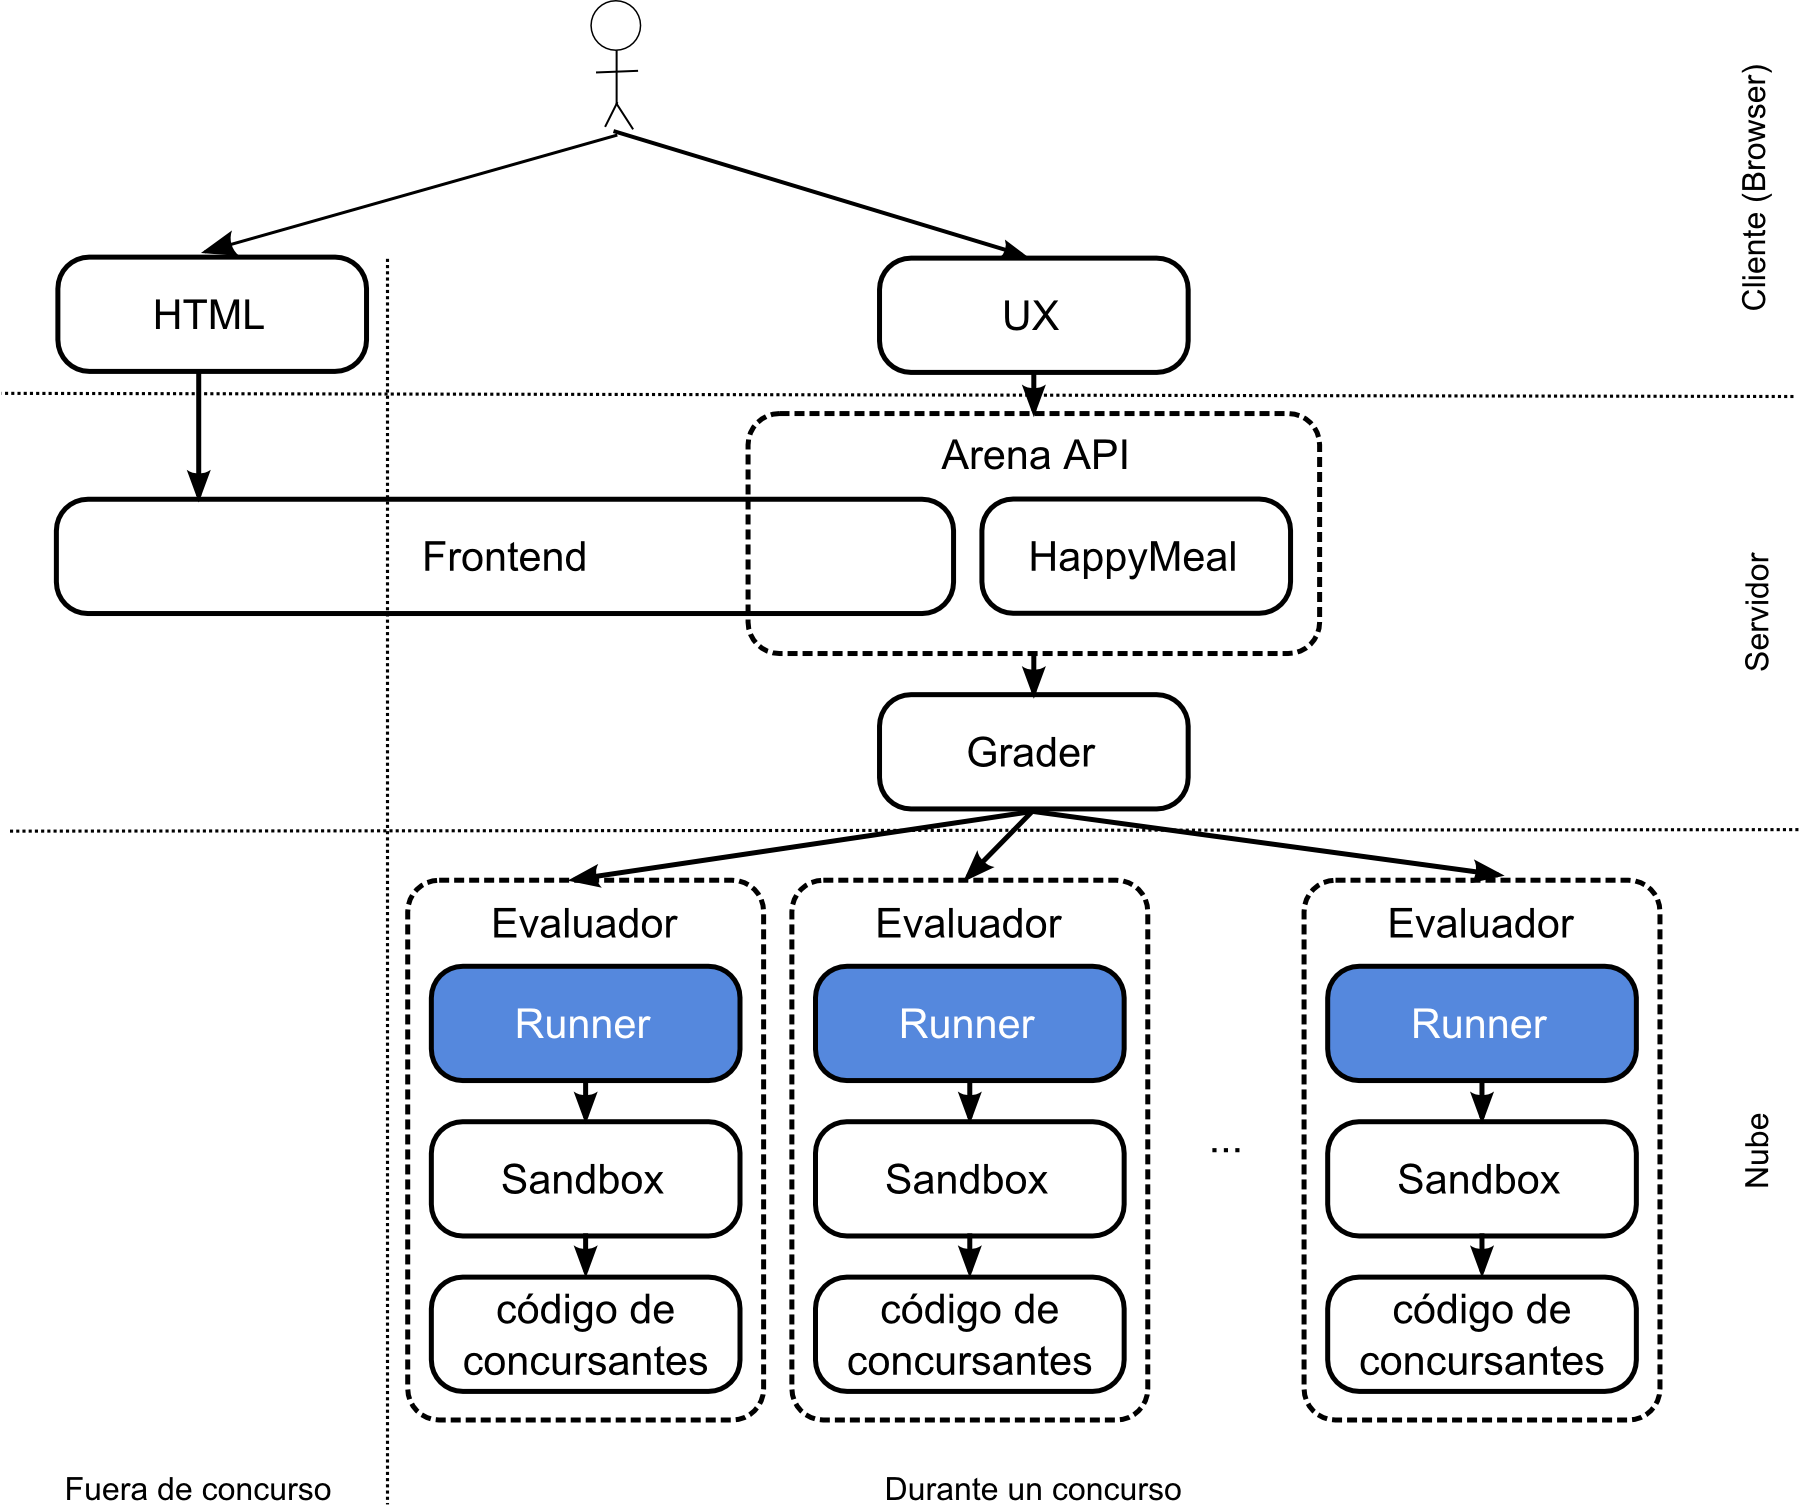 Cliente (Browser)
HTML
UX
Arena API
Frontend
HappyMeal
Servidor
Grader
Evaluador
Evaluador
Evaluador
Runner
Runner
Runner
Sandbox
Sandbox
...
Sandbox
Nube
código de
concursantes
código de
concursantes
código de
concursantes
Fuera de concurso
Durante un concurso